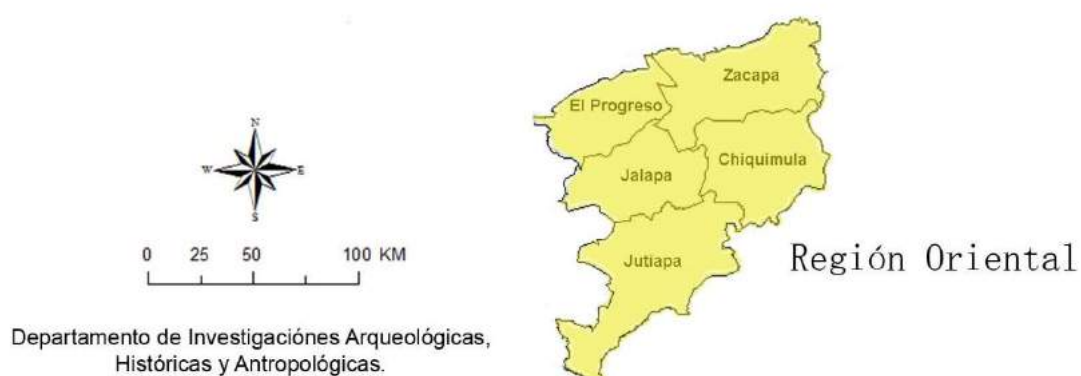 Zacapa
El Progreso
Chiquimula
Jalapa
Jutiapa
Región Oriental
N
W E
S
0 25 50 100 KM
Departamento de Investigaciónes Arqueológicas,
Históricas y Antropológicas.